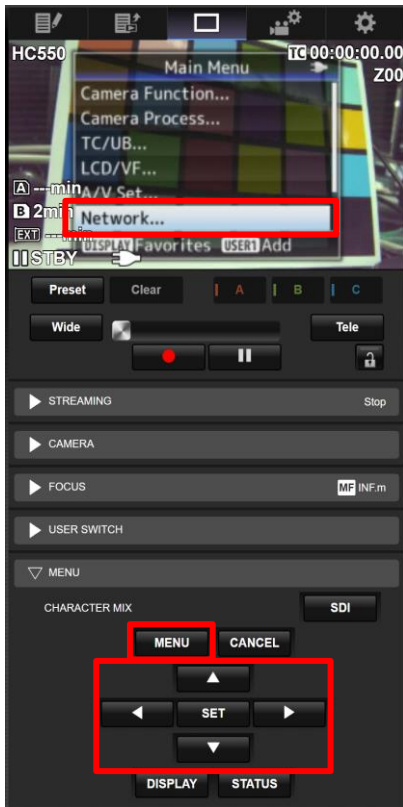 HC550
TC 00:00:00.00
Z00
Main Menu
Camera Function...
Camera Process...
TC/UB...
LCD/VF...
A/V Set...
Network...
A ---min
B 2min
EXT ---min
DISPLAY Favorites USER1 Add
STBY
Preset Clear A B C
Wide Tele
STREAMING Stop
CAMERA
FOCUS MF INF.m
USER SWITCH
MENU
CHARACTER MIX SDI
MENU CANCEL
SET
DISPLAY STATUS